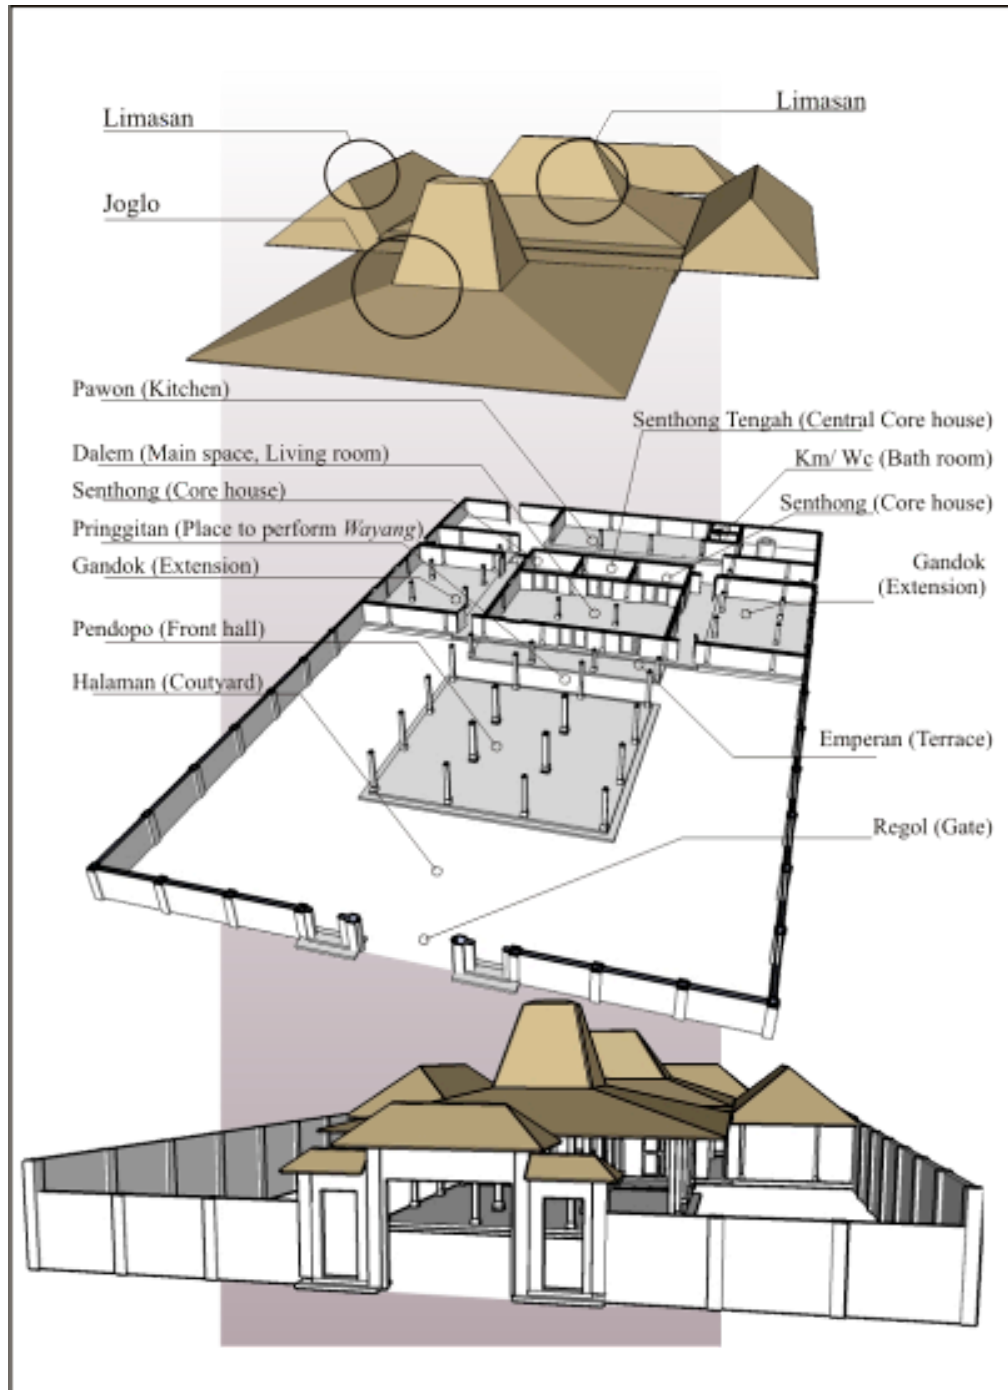 Limasan
Limasan
Joglo
Pawon (Kitchen)
Senthong Tengah (Central Core house)
Dalem (Main space, Living room)
Km/ Wc (Bath room)
Senthong (Core house)
Senthong (Core house)
Pringgitan (Place to perform Wayang)
Gandok (Extension)
Gandok
(Extension)
Pendopo (Front hall)
Halaman (Coutyard)
Emperan (Terrace)
Regol (Gate)